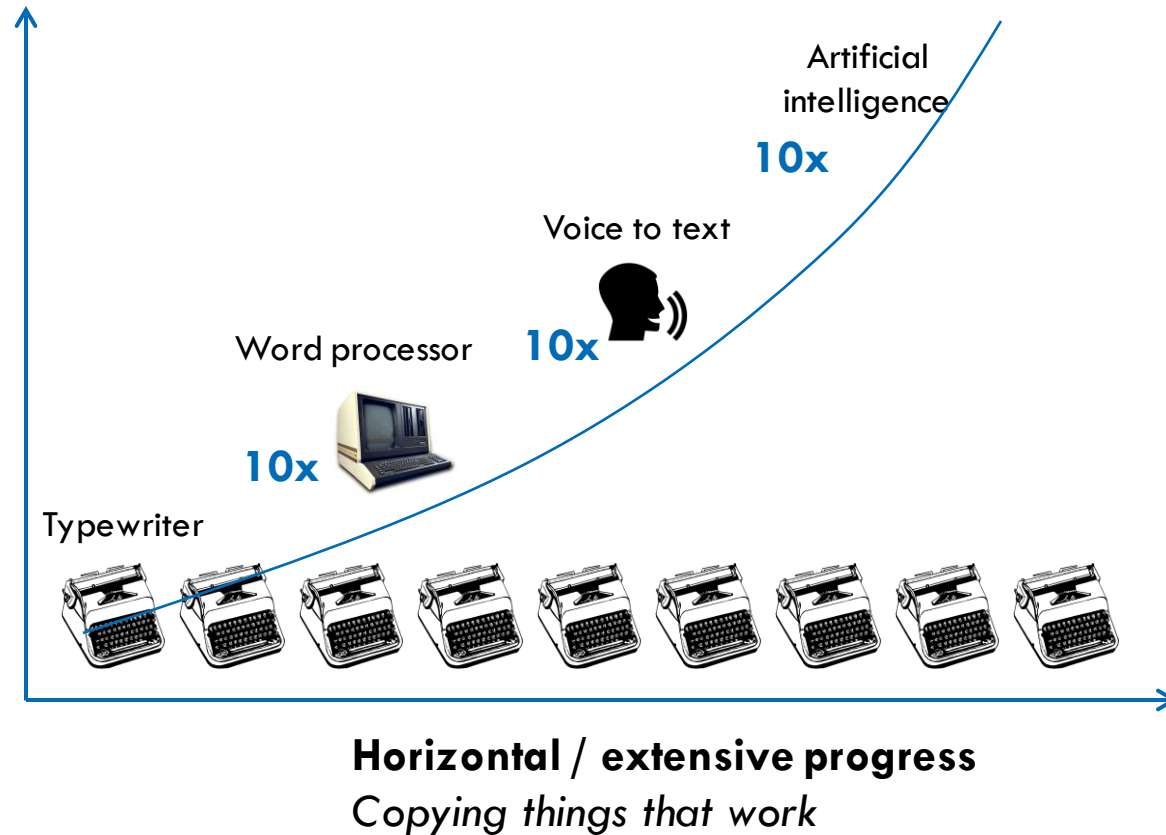 Artificial
intelligence
10x
Voice to text
10x
Word processor
10x
Typewriter
Horizontal / extensive progress
Copying things that work